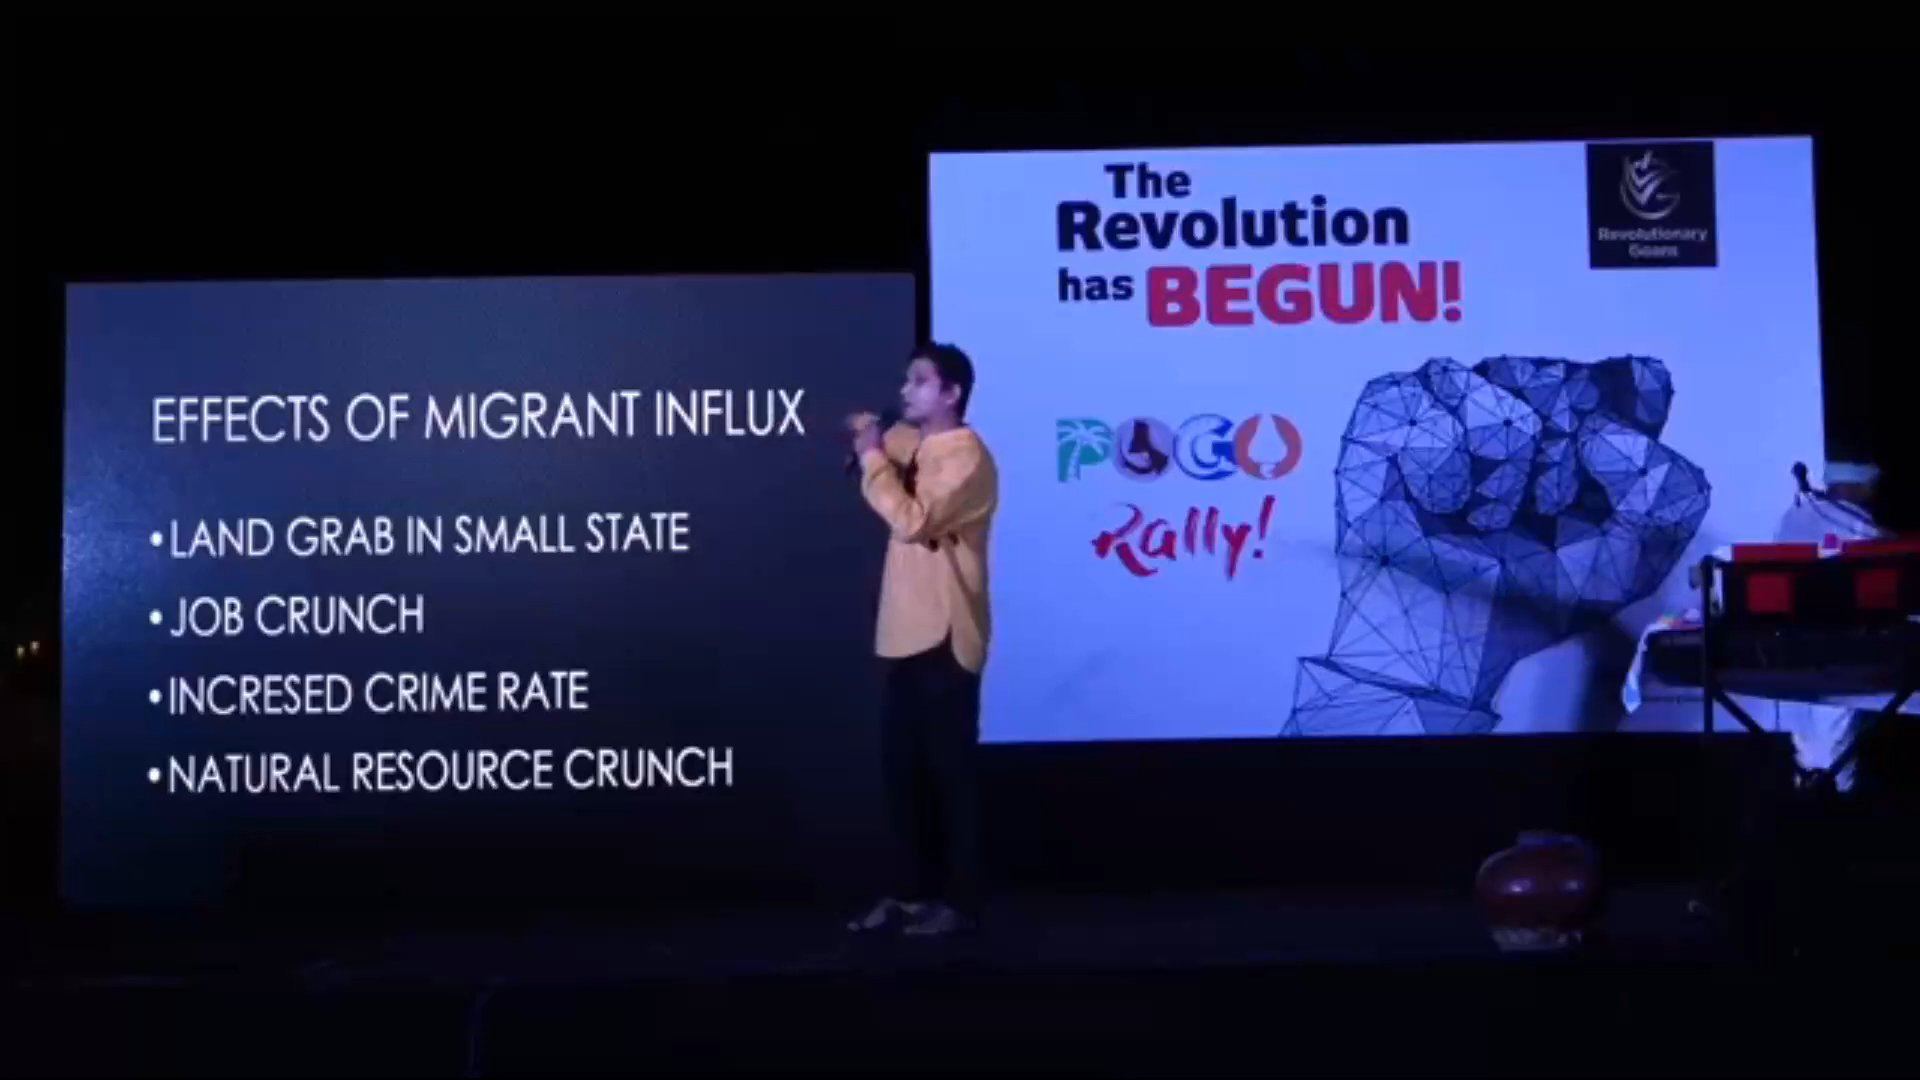 EFFECTS OF MIGRANT INFLUX
• LAND GRAB IN SMALL STATE
• JOB CRUNCH
• INCRESED CRIME RATE
• NATURAL RESOURCE CRUNCH
The
Revolution
has BEGUN!
POGO
Rally!
Revolutionary
Goans